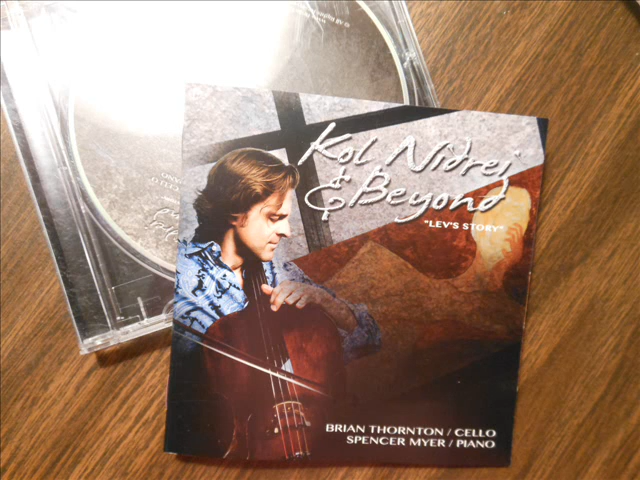 Kol Nidrei
& Beyond
"LEV'S STORY"
BRIAN THORNTON / CELLO
SPENCER MYER / PIANO